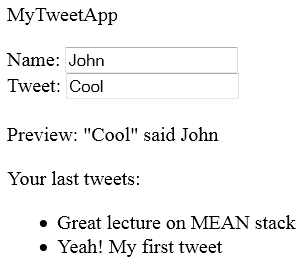 MyTweetApp
Name: John
Tweet: Cool
Preview: "Cool" said John
Your last tweets:
• Great lecture on MEAN stack
• Yeah! My first tweet